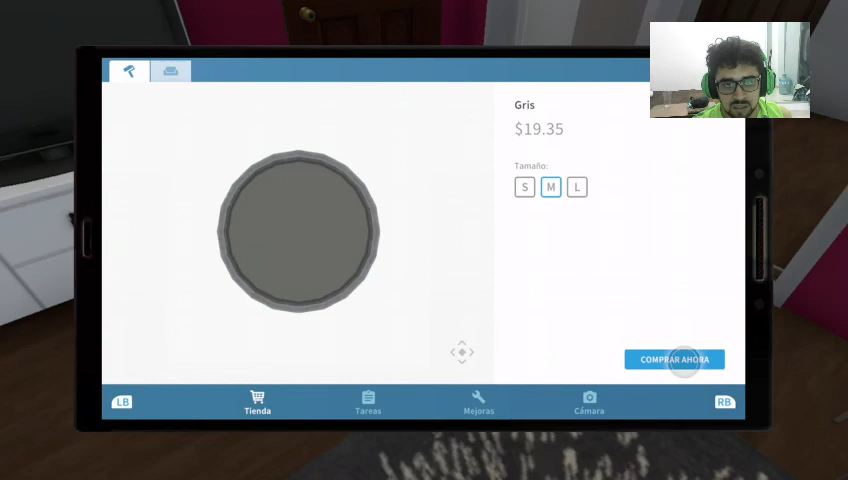 Gris
$19.35
Tamaño:
S M L
COMPRAR AHORA
LB Tienda Tareas Mejoras Cámara RB